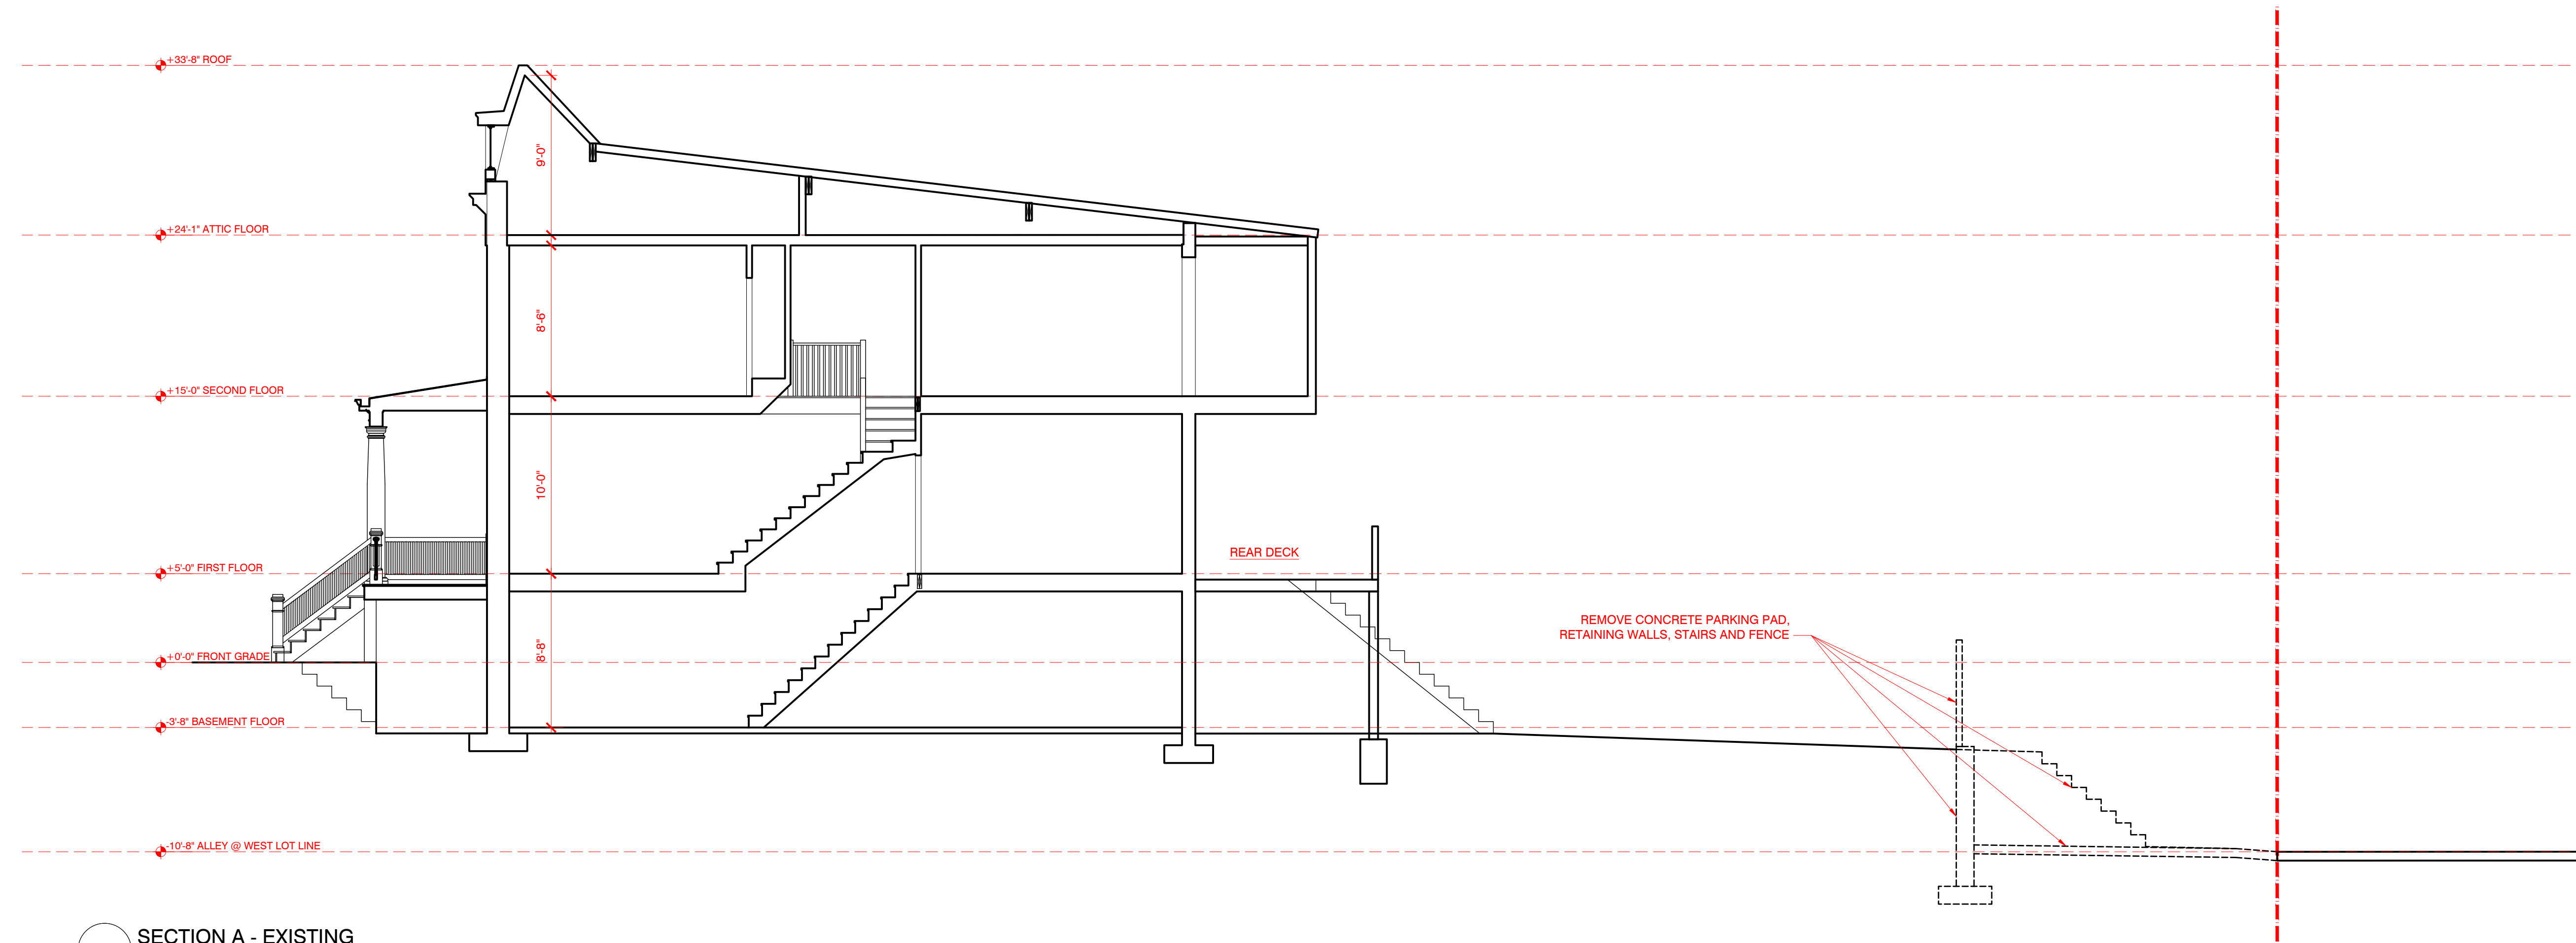 +33'-8" ROOF
9'-0"
+24'-1" ATTIC FLOOR
8'-6"
+15'-0" SECOND FLOOR
10'-0"
REAR DECK
+5'-0" FIRST FLOOR
REMOVE CONCRETE PARKING PAD,
RETAINING WALLS, STAIRS AND FENCE
8'-8"
+0'-0" FRONT GRADE
-3'-8" BASEMENT FLOOR
-10'-8" ALLEY @ WEST LOT LINE
SECTION A - EXISTING